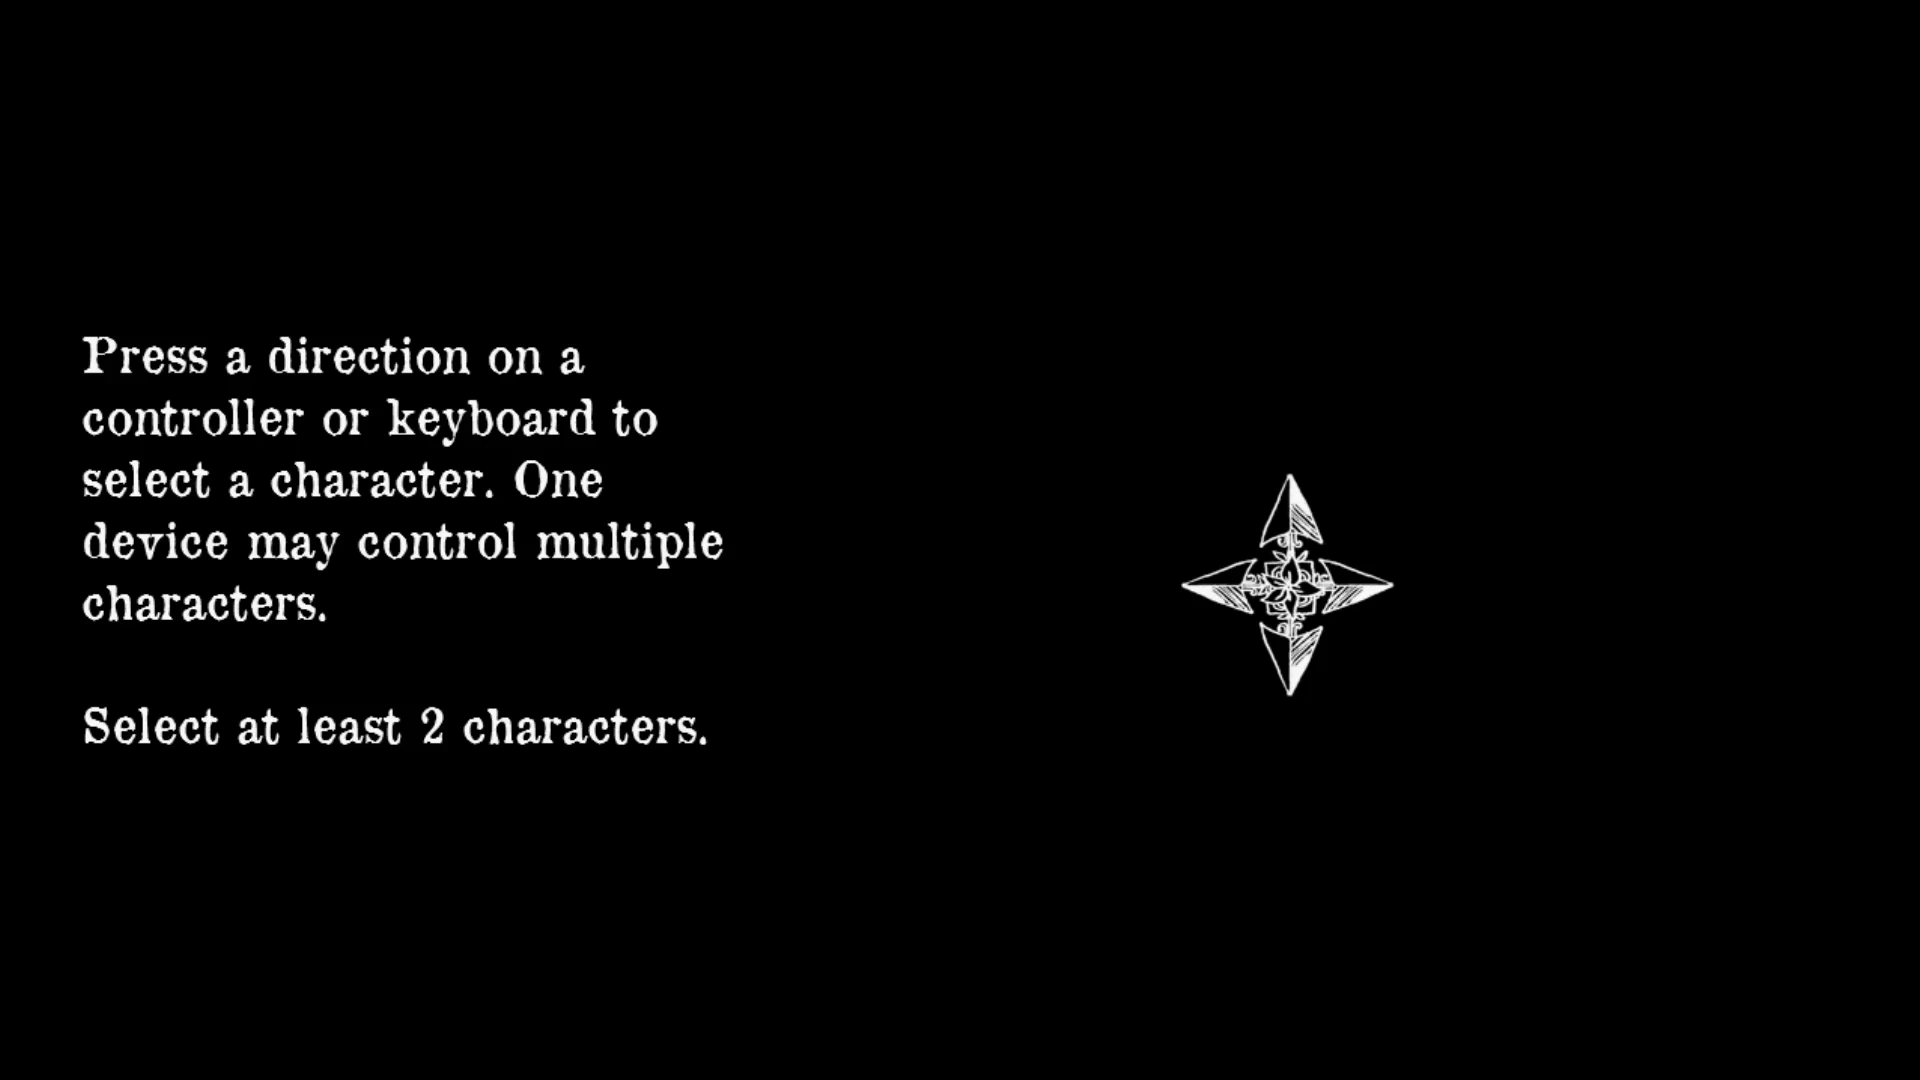 Press a direction on a
controller or keyboard to
select a character. One
device may control multiple
characters.
Select at least 2 characters.